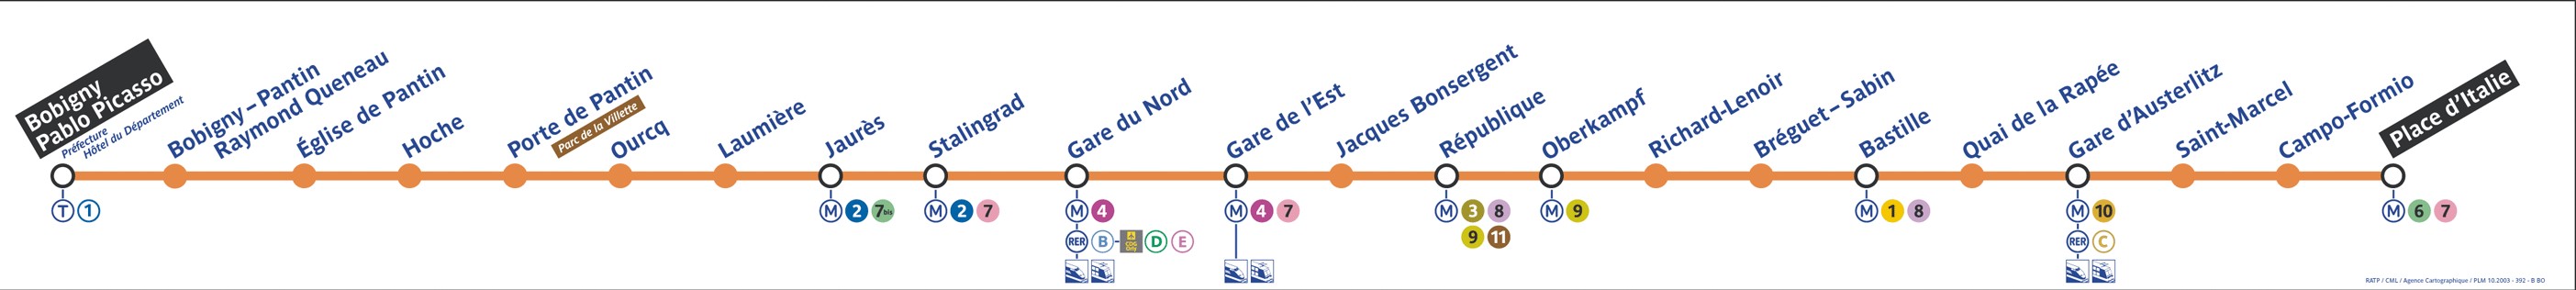 Bobigny
Pablo Picasso
Préfecture
Hôtel du Département
Bobigny – Pantin
Raymond Queneau
Église de Pantin
Hoche
Porte de Pantin
Parc de la Villette
Ourcq
Laumière
Jaurès
Stalingrad
Gare du Nord
Gare de l'Est
Jacques Bonsergent
République
Oberkampf
Richard-Lenoir
Bréguet – Sabin
Bastille
Quai de la Rapée
Gare d'Austerlitz
Saint-Marcel
Campo-Formio
Place d'Italie
T 1
M 2 7bis
M 2 7
M 4
RER B - CDG Orly D E
M 4 7
M 3 8
9 11
M 9
M 1 8
M 10
RER C
M 6 7
RATP / CML / Agence Cartographique / PLM 10.2003 - 392 - B BO